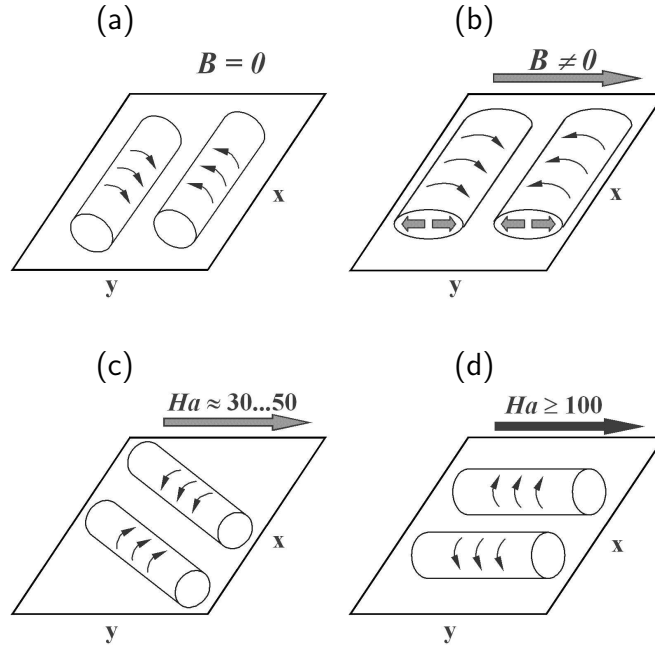 (a)
B = 0
x
y
(b)
B ≠ 0
x
y
(c)
Ha ≈ 30...50
x
y
(d)
Ha ≥ 100
x
y